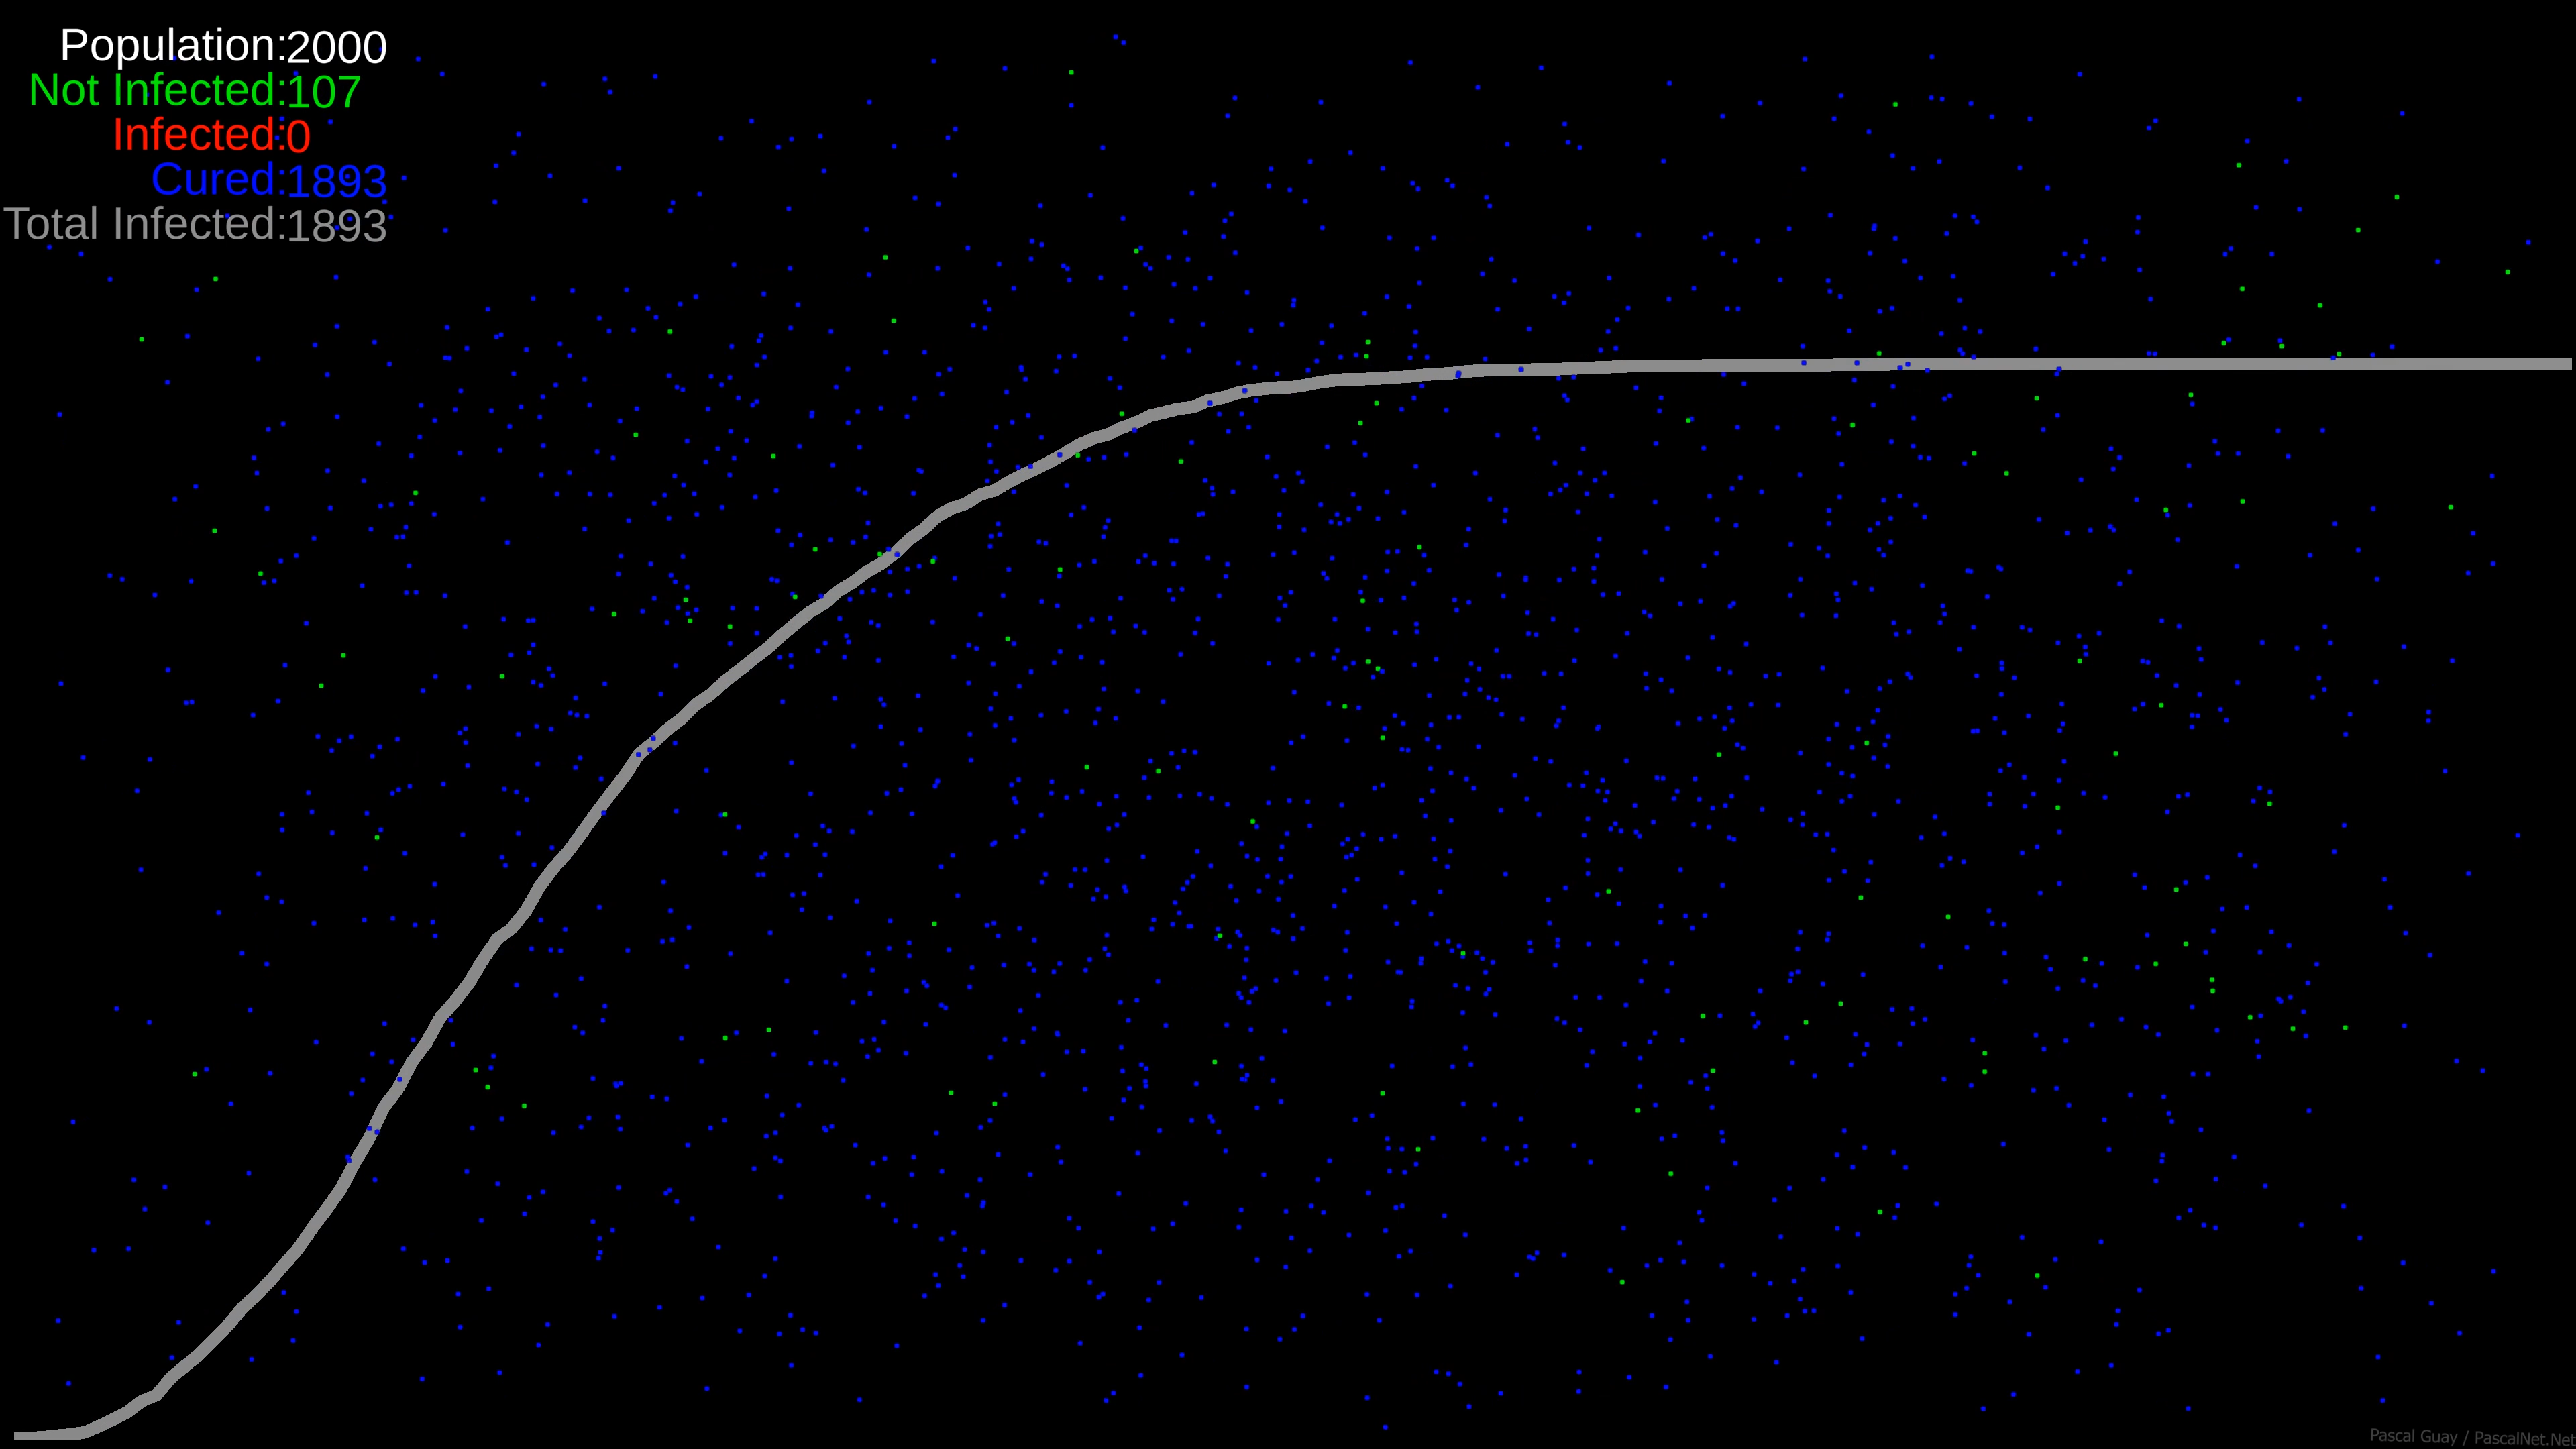 Population:2000
Not Infected:107
Infected:0
Cured:1893
Total Infected:1893
Pascal Guay / PascalNet.Net